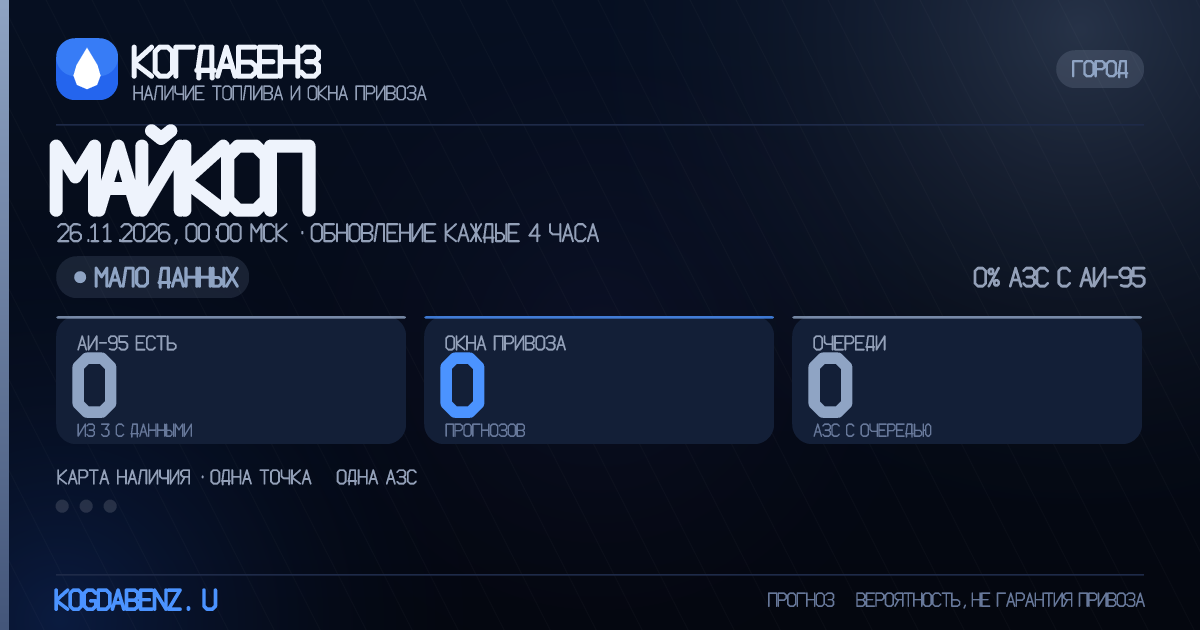 КОГДАБЕНЗ
НАЛИЧИЕ ТОПЛИВА И ОКНА ПРИВОЗА
ГОРОД
МАЙКОП
26.11.2026, 00:00 МСК · ОБНОВЛЕНИЕ КАЖДЫЕ 4 ЧАСА
МАЛО ДАННЫХ
0% АЗС С АИ-95
АИ-95 ЕСТЬ
0
ИЗ 3 С ДАННЫМИ
ОКНА ПРИВОЗА
0
ПРОГНОЗОВ
ОЧЕРЕДИ
0
АЗС С ОЧЕРЕДЬЮ
КАРТА НАЛИЧИЯ · ОДНА ТОЧКА ОДНА АЗС
KOGDABENZ. U
ПРОГНОЗ ВЕРОЯТНОСТЬ, НЕ ГАРАНТИЯ ПРИВОЗА